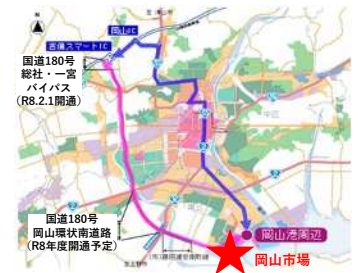 岡山IC
吉備スマートIC
国道180号
総社・一宮
バイパス
(R8.2.1開通)
国道180号
岡山環状南道路
(R8年度開通予定)
岡山港周辺
岡山市場